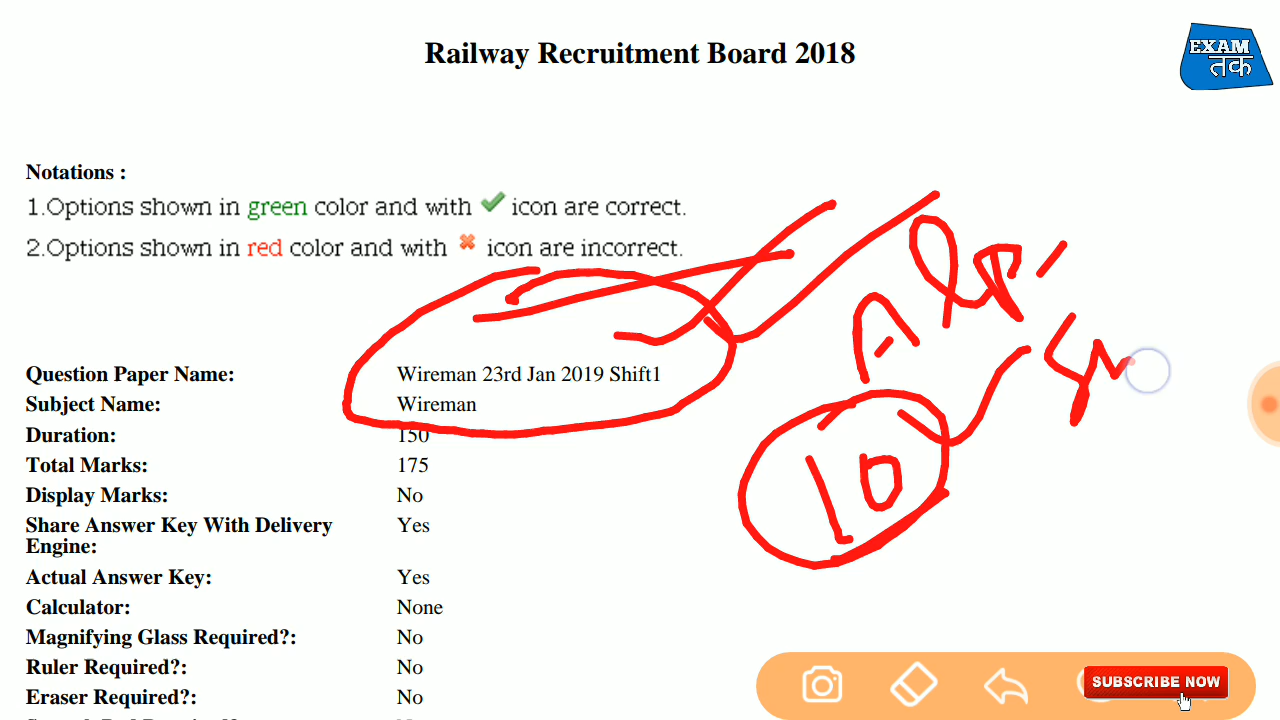 Railway Recruitment Board 2018
EXAM
तक
Notations :
1.Options shown in green color and with ✔ icon are correct.
2.Options shown in red color and with ✖ icon are incorrect.
Question Paper Name: Wireman 23rd Jan 2019 Shift1
Subject Name: Wireman
Duration: 150
Total Marks: 175
Display Marks: No
Share Answer Key With Delivery Yes
Engine:
Actual Answer Key: Yes
Calculator: None
Magnifying Glass Required?: No
Ruler Required?: No
Eraser Required?: No
10
SUBSCRIBE NOW